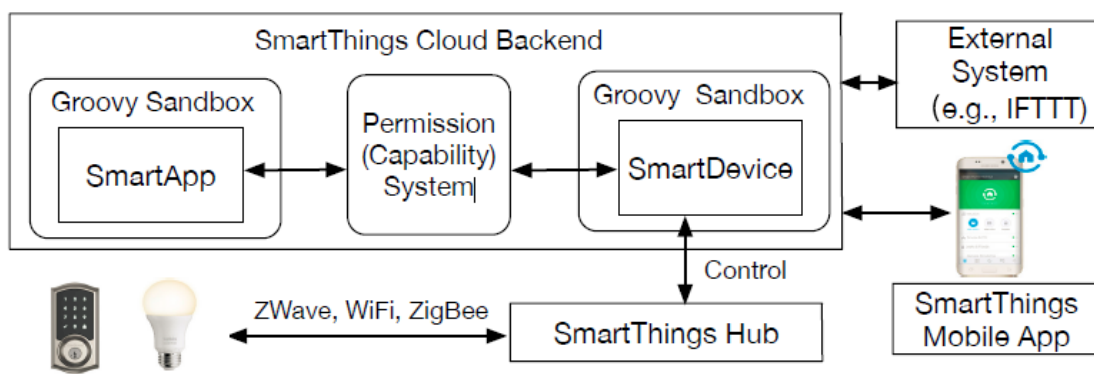 SmartThings Cloud Backend
Groovy Sandbox
SmartApp
Permission
(Capability)
System
Groovy Sandbox
SmartDevice
External
System
(e.g., IFTTT)
Control
ZWave, WiFi, ZigBee
SmartThings Hub
SmartThings
Mobile App